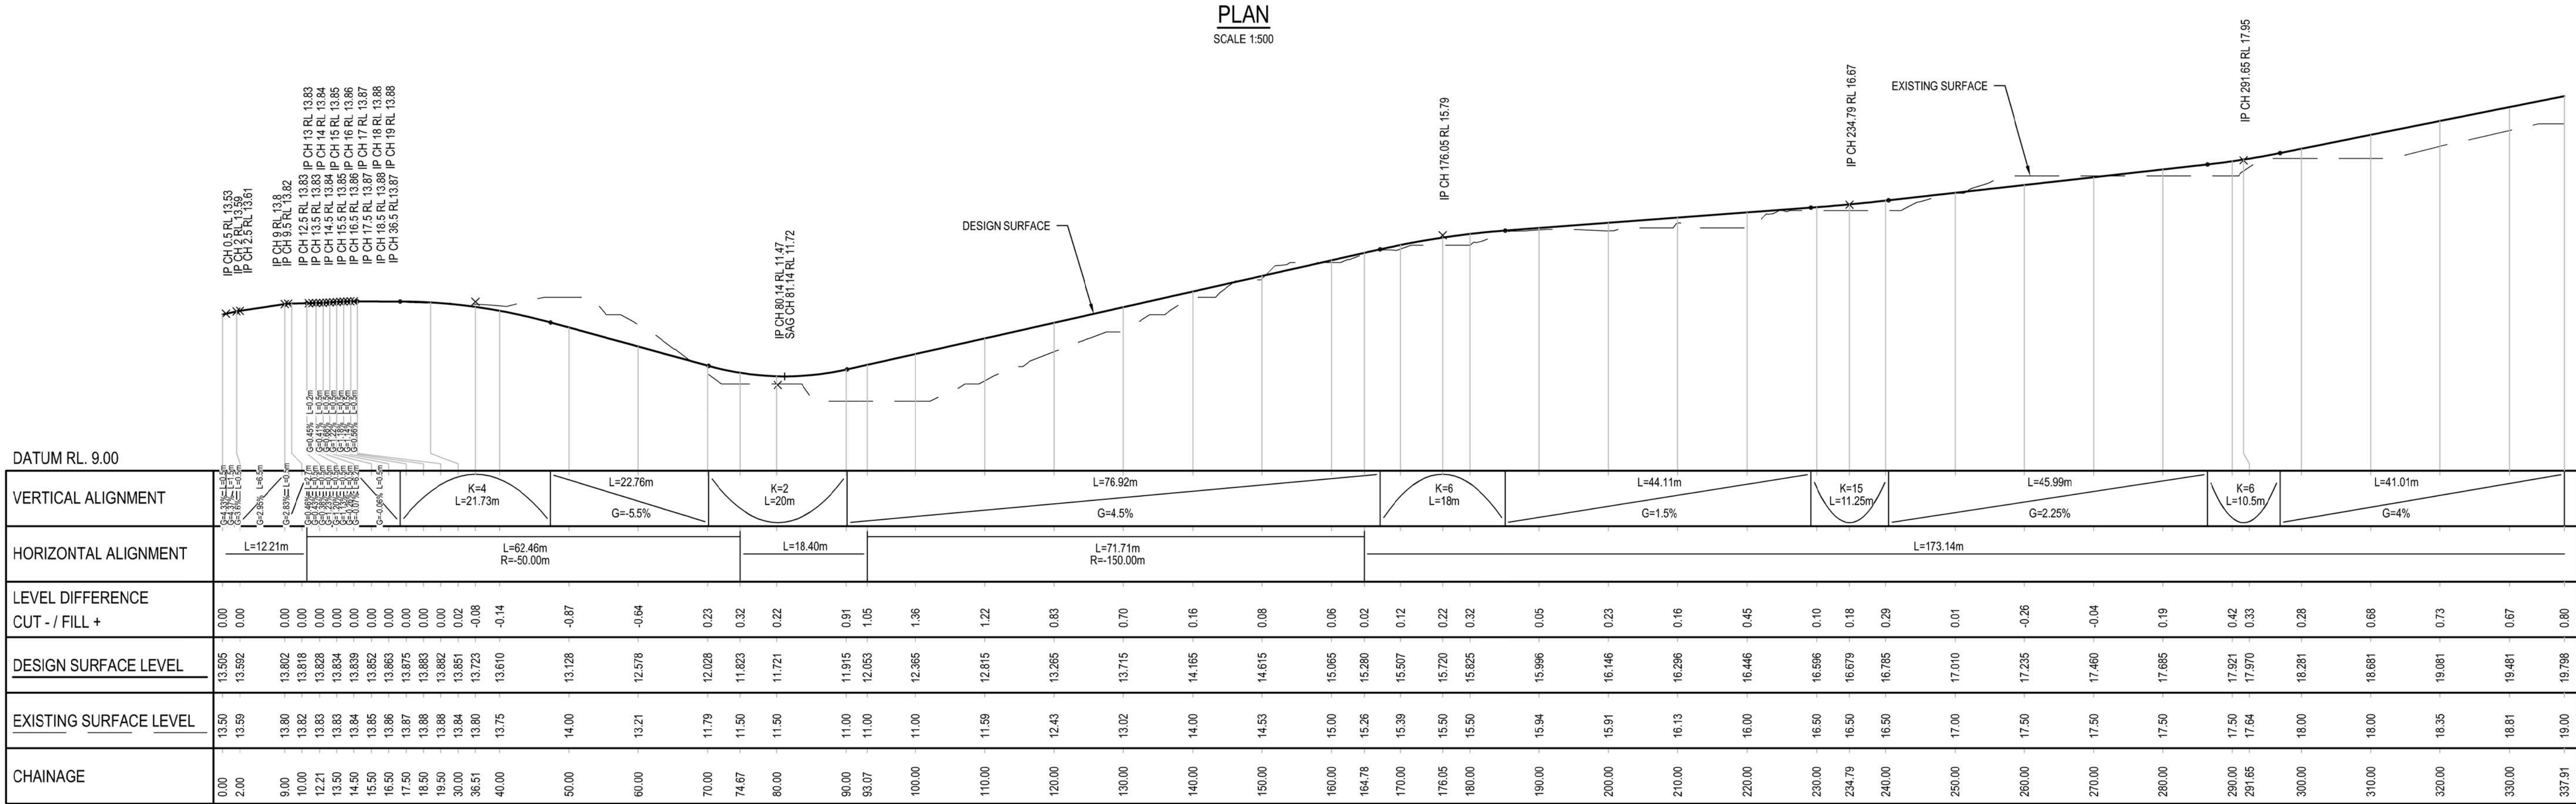 PLAN
SCALE 1:500
IP CH 0.5 RL 13.53
IP CH 2 RL 13.59
IP CH 2.5 RL 13.61
IP CH 9 RL 13.8
IP CH 9.5 RL 13.82
IP CH 12.5 RL 13.83 IP CH 13 RL 13.83
IP CH 13.5 RL 13.83 IP CH 14 RL 13.84
IP CH 14.5 RL 13.84 IP CH 15 RL 13.85
IP CH 15.5 RL 13.85 IP CH 16 RL 13.86
IP CH 16.5 RL 13.86 IP CH 17 RL 13.87
IP CH 17.5 RL 13.87 IP CH 18 RL 13.88
IP CH 18.5 RL 13.88 IP CH 19 RL 13.88
IP CH 36.5 RL13.87
IP CH 80.14 RL 11.47
SAG CH 81.14 RL 11.72
DESIGN SURFACE
IP CH 176.05 RL 15.79
IP CH 234.79 RL 16.67
EXISTING SURFACE
IP CH 291.65 RL 17.95
G=0.45% L=0.2m
G=0.41% L=0.5m
DATUM RL. 9.00
VERTICAL ALIGNMENT
G=2.95% L=6.5m
G=2.83% L=0.5m
G=-0.06% L=0.5m
K=4
L=21.73m
L=22.76m
G=-5.5%
K=2
L=20m
L=76.92m
G=4.5%
K=6
L=18m
L=44.11m
G=1.5%
K=15
L=11.25m
L=45.99m
G=2.25%
K=6
L=10.5m
L=41.01m
G=4%
HORIZONTAL ALIGNMENT
L=12.21m
L=62.46m
R=-50.00m
L=18.40m
L=71.71m
R=-150.00m
L=173.14m
LEVEL DIFFERENCE
CUT - / FILL +
0.00 0.00 0.00 0.00 0.00 0.00 0.00 0.00 0.00 0.00 0.00 0.00 0.02 -0.08 -0.14 -0.87 -0.64 0.23 0.32 0.22 0.91 1.05 1.36 1.22 0.83 0.70 0.16 0.08 0.06 0.02 0.12 0.22 0.32 0.05 0.23 0.16 0.45 0.10 0.18 0.29 0.01 -0.26 -0.04 0.19 0.42 0.33 0.28 0.68 0.73 0.67 0.80
DESIGN SURFACE LEVEL
13.505 13.592 13.802 13.818 13.828 13.834 13.839 13.852 13.863 13.875 13.883 13.882 13.851 13.723 13.610 13.128 12.578 12.028 11.823 11.721 11.915 12.053 12.365 12.815 13.265 13.715 14.165 14.615 15.065 15.280 15.507 15.720 15.825 15.996 16.146 16.296 16.446 16.596 16.679 16.785 17.010 17.235 17.460 17.685 17.921 17.970 18.281 18.681 19.081 19.481 19.798
EXISTING SURFACE LEVEL
13.50 13.59 13.80 13.82 13.83 13.83 13.84 13.85 13.86 13.87 13.88 13.88 13.84 13.80 13.75 14.00 13.21 11.79 11.50 11.50 11.00 11.00 11.00 11.59 12.43 13.02 14.00 14.53 15.00 15.26 15.39 15.50 15.50 15.94 15.91 16.13 16.00 16.50 16.50 16.50 17.00 17.50 17.50 17.50 17.50 17.64 18.00 18.00 18.35 18.81 19.00
CHAINAGE
0.00 2.00 9.00 10.00 12.21 13.50 14.50 15.50 16.50 17.50 18.50 19.50 30.00 36.51 40.00 50.00 60.00 70.00 74.67 80.00 90.00 93.07 100.00 110.00 120.00 130.00 140.00 150.00 160.00 164.78 170.00 176.05 180.00 190.00 200.00 210.00 220.00 230.00 234.79 240.00 250.00 260.00 270.00 280.00 290.00 291.65 300.00 310.00 320.00 330.00 337.91